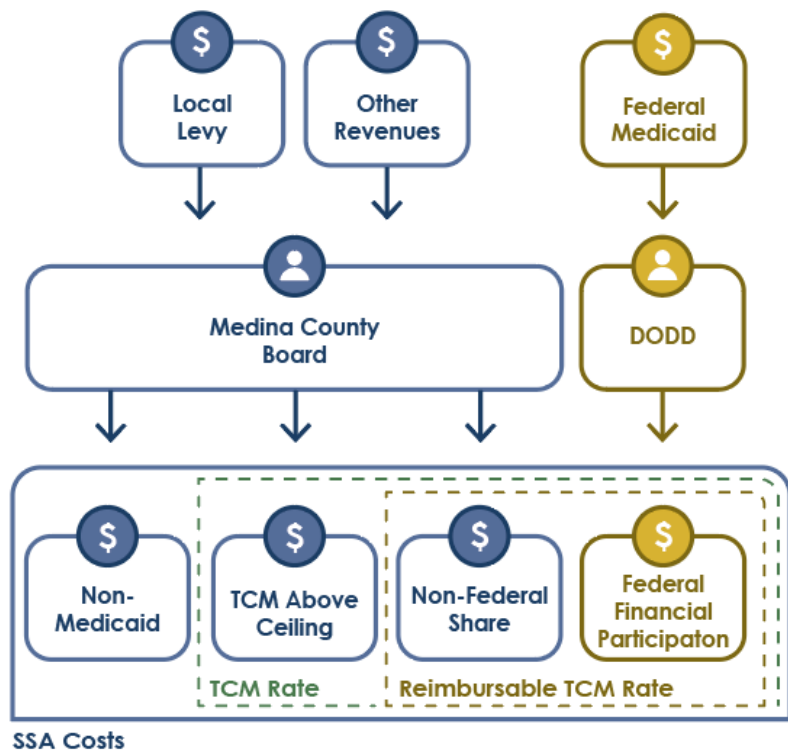 $
$
$
Local
Levy
Other
Revenues
Federal
Medicaid
Medina County
Board
DODD
$
$
$
$
Non-
Medicaid
TCM Above
Ceiling
Non-Federal
Share
Federal
Financial
Participaton
TCM Rate
Reimbursable TCM Rate
SSA Costs